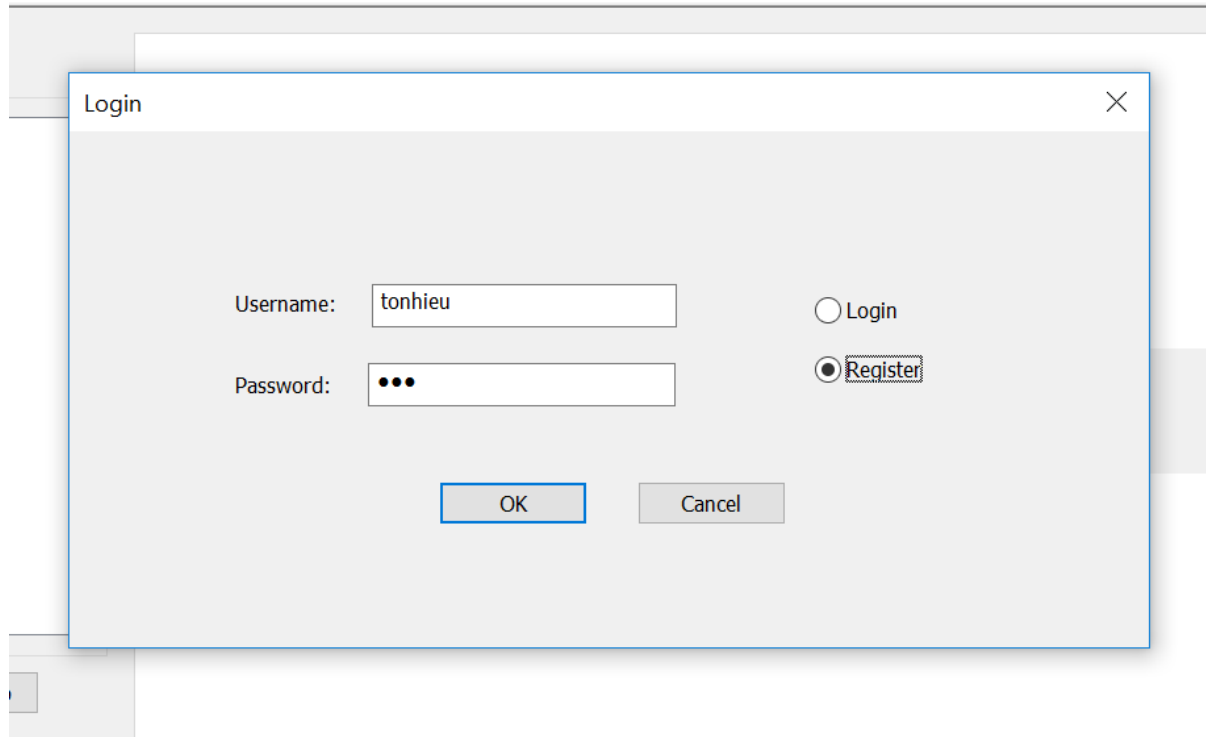 Login
Username: tonhieu
Login
Password: •••
Register
OK Cancel